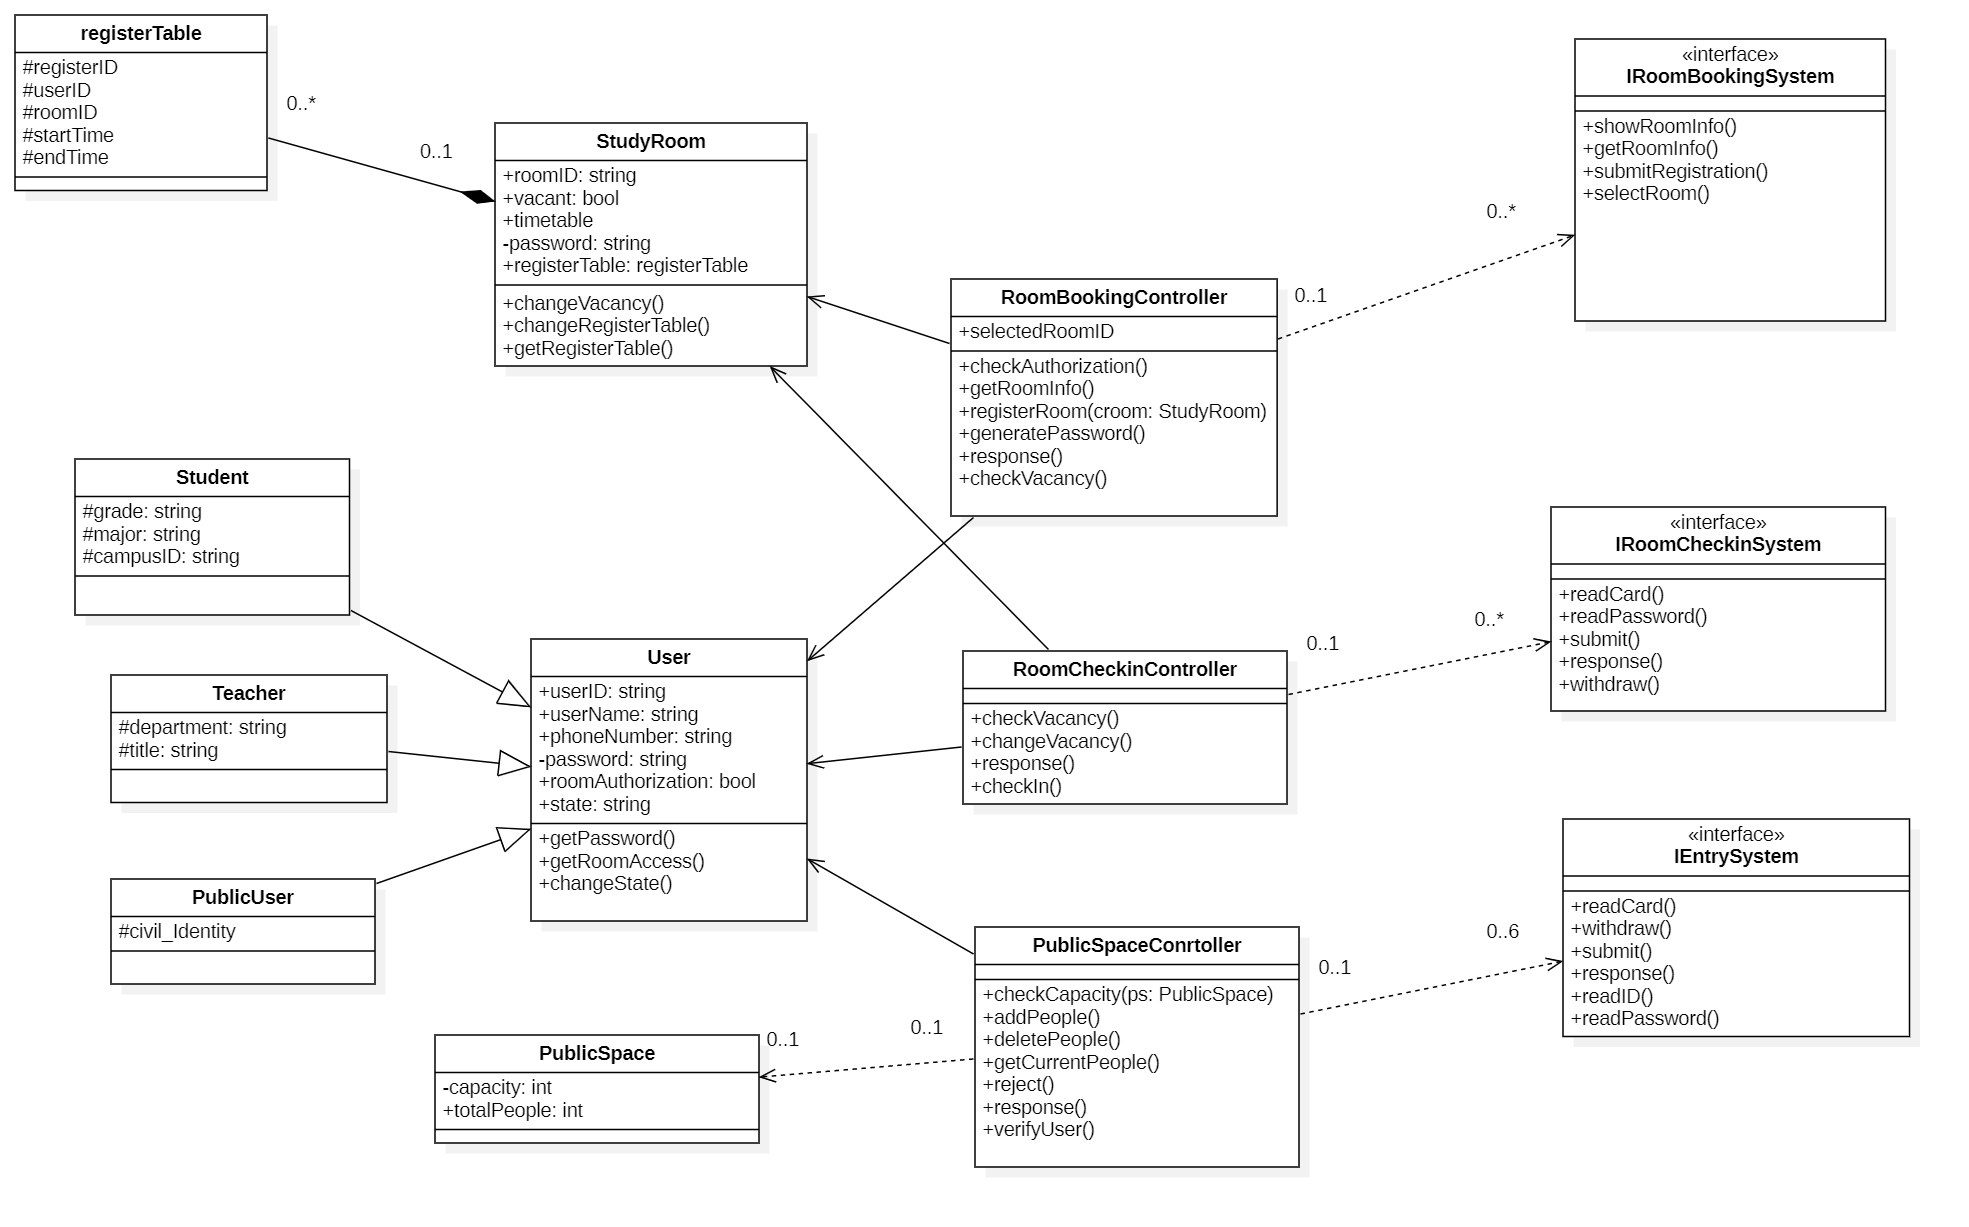 registerTable
#registerID
#userID
#roomID
#startTime
#endTime
0..*
0..1
StudyRoom
+roomID: string
+vacant: bool
+timetable
-password: string
+registerTable: registerTable
+changeVacancy()
+changeRegisterTable()
+getRegisterTable()
«interface»
IRoomBookingSystem
+showRoomInfo()
+getRoomInfo()
+submitRegistration()
+selectRoom()
0..*
0..1
RoomBookingController
+selectedRoomID
+checkAuthorization()
+getRoomInfo()
+registerRoom(croom: StudyRoom)
+generatePassword()
+response()
+checkVacancy()
Student
#grade: string
#major: string
#campusID: string
«interface»
IRoomCheckinSystem
+readCard()
+readPassword()
+submit()
+response()
+withdraw()
0..*
0..1
User
+userID: string
+userName: string
+phoneNumber: string
-password: string
+roomAuthorization: bool
+state: string
+getPassword()
+getRoomAccess()
+changeState()
RoomCheckinController
+checkVacancy()
+changeVacancy()
+response()
+checkIn()
Teacher
#department: string
#title: string
PublicUser
#civil_Identity
«interface»
IEntrySystem
+readCard()
+withdraw()
+submit()
+response()
+readID()
+readPassword()
0..6
0..1
PublicSpaceConrtoller
+checkCapacity(ps: PublicSpace)
+addPeople()
+deletePeople()
+getCurrentPeople()
+reject()
+response()
+verifyUser()
0..1
0..1
PublicSpace
-capacity: int
+totalPeople: int